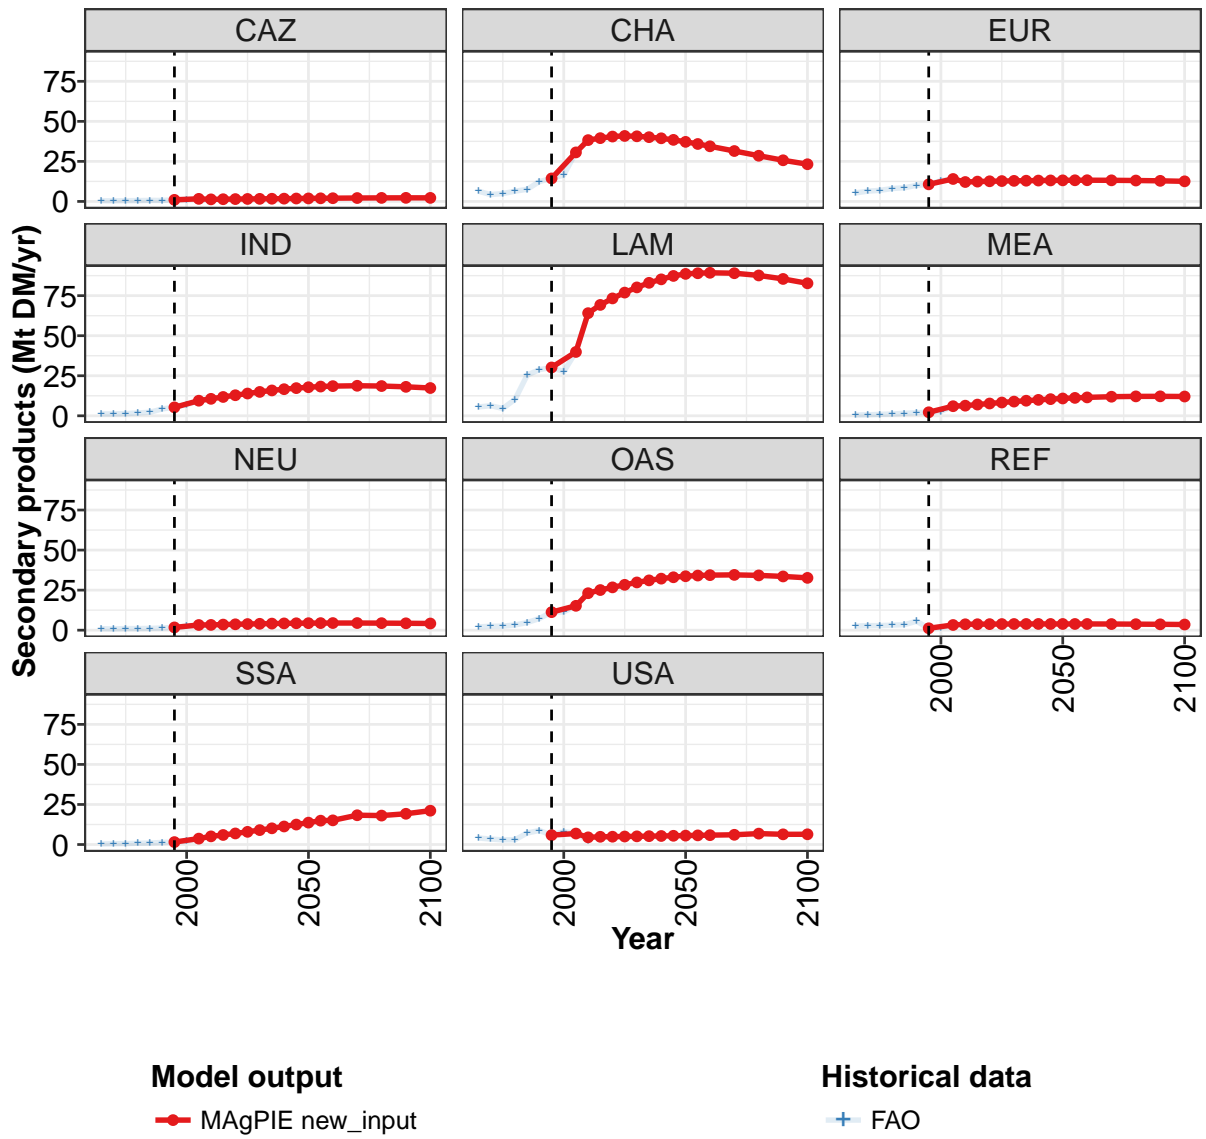 CAZ CHA EUR
75
50
25
0
IND LAM MEA
75
50
25
0
NEU OAS REF
75
50
25
0
2000 2050 2100
SSA USA
75
50
25
0
2000 2050 2100 2000 2050 2100
Secondary products (Mt DM/yr)
Year
Model output Historical data
MAgPIE new_input FAO